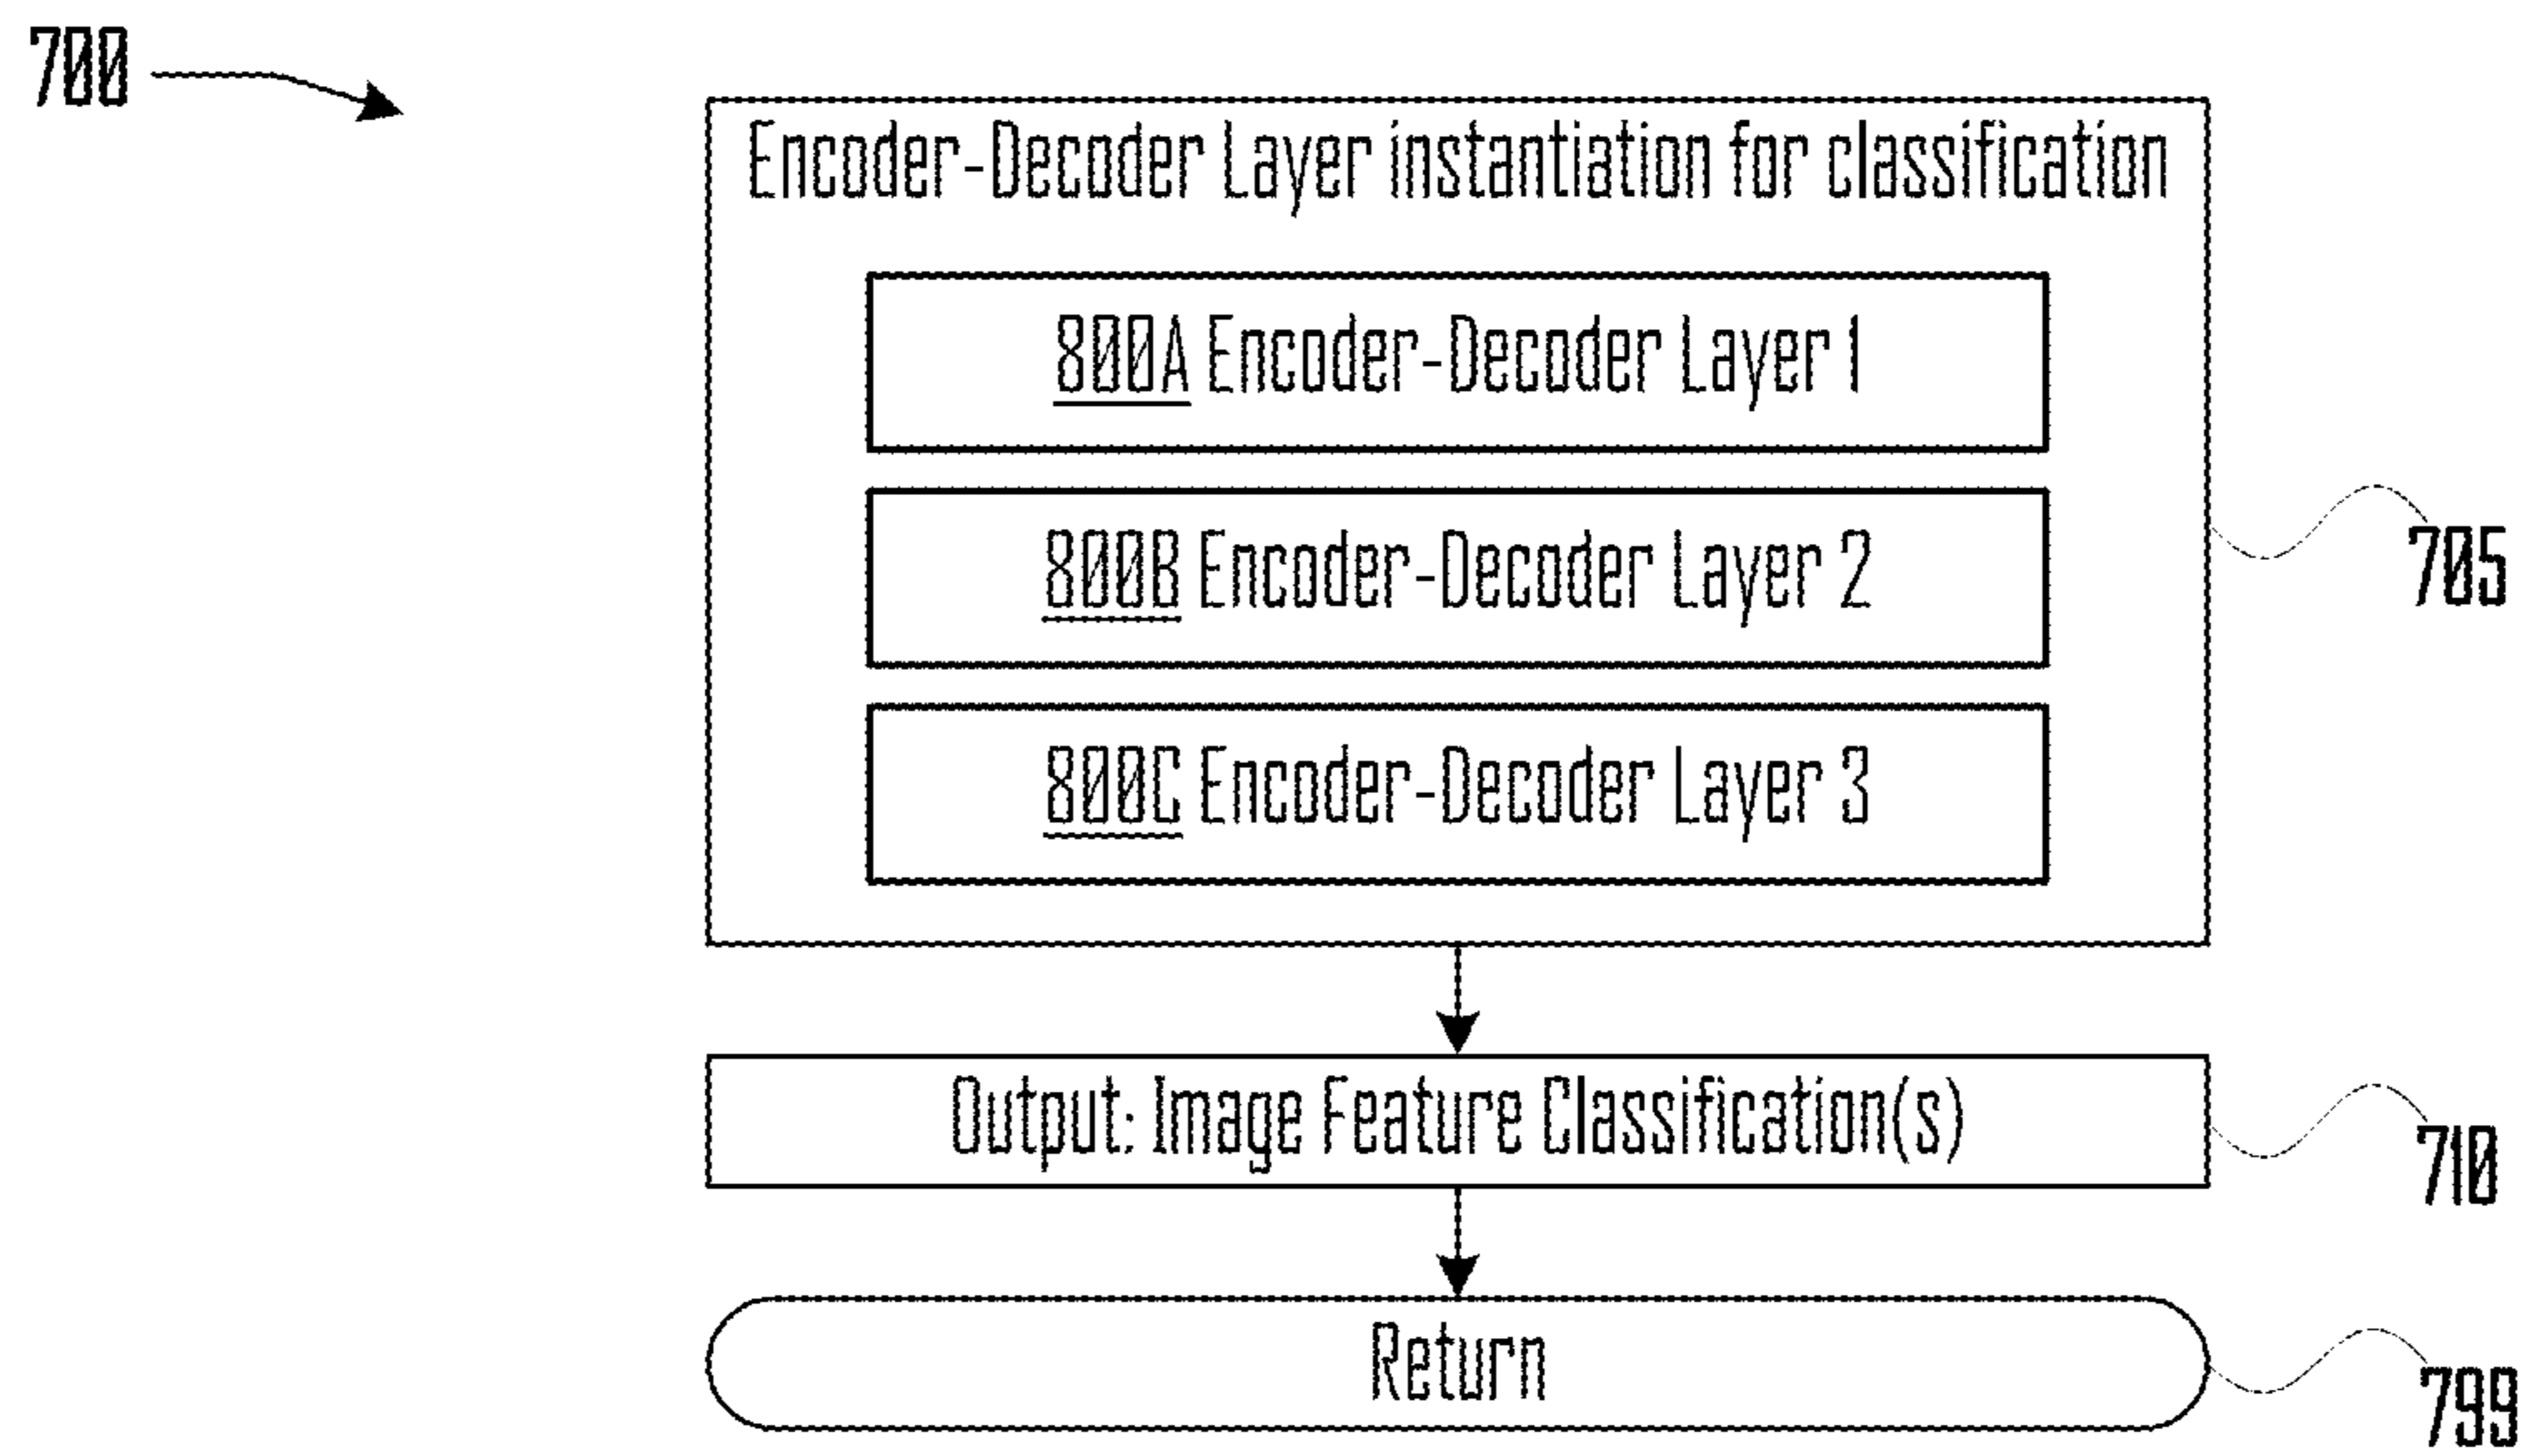 700
Encoder-Decoder Layer instantiation for classification
800A Encoder-Decoder Layer 1
800B Encoder-Decoder Layer 2
705
800C Encoder-Decoder Layer 3
Output: Image Feature Classification(s)
710
Return
799